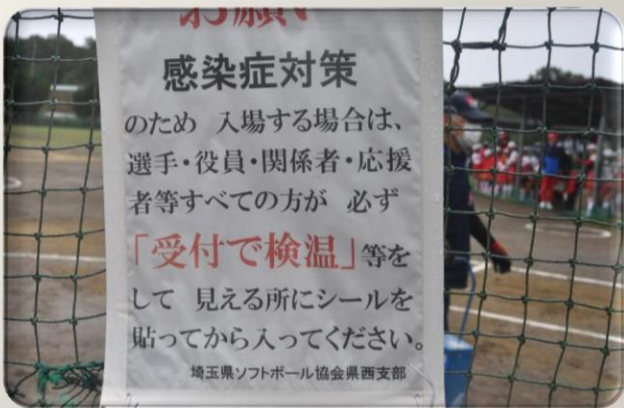 お願い
感染症対策
のため 入場する場合は、
選手・役員・関係者・応援
者等すべての方が 必ず
「受付で検温」等を
して 見える所にシールを
貼ってから入ってください。
埼玉県ソフトボール協会県西支部